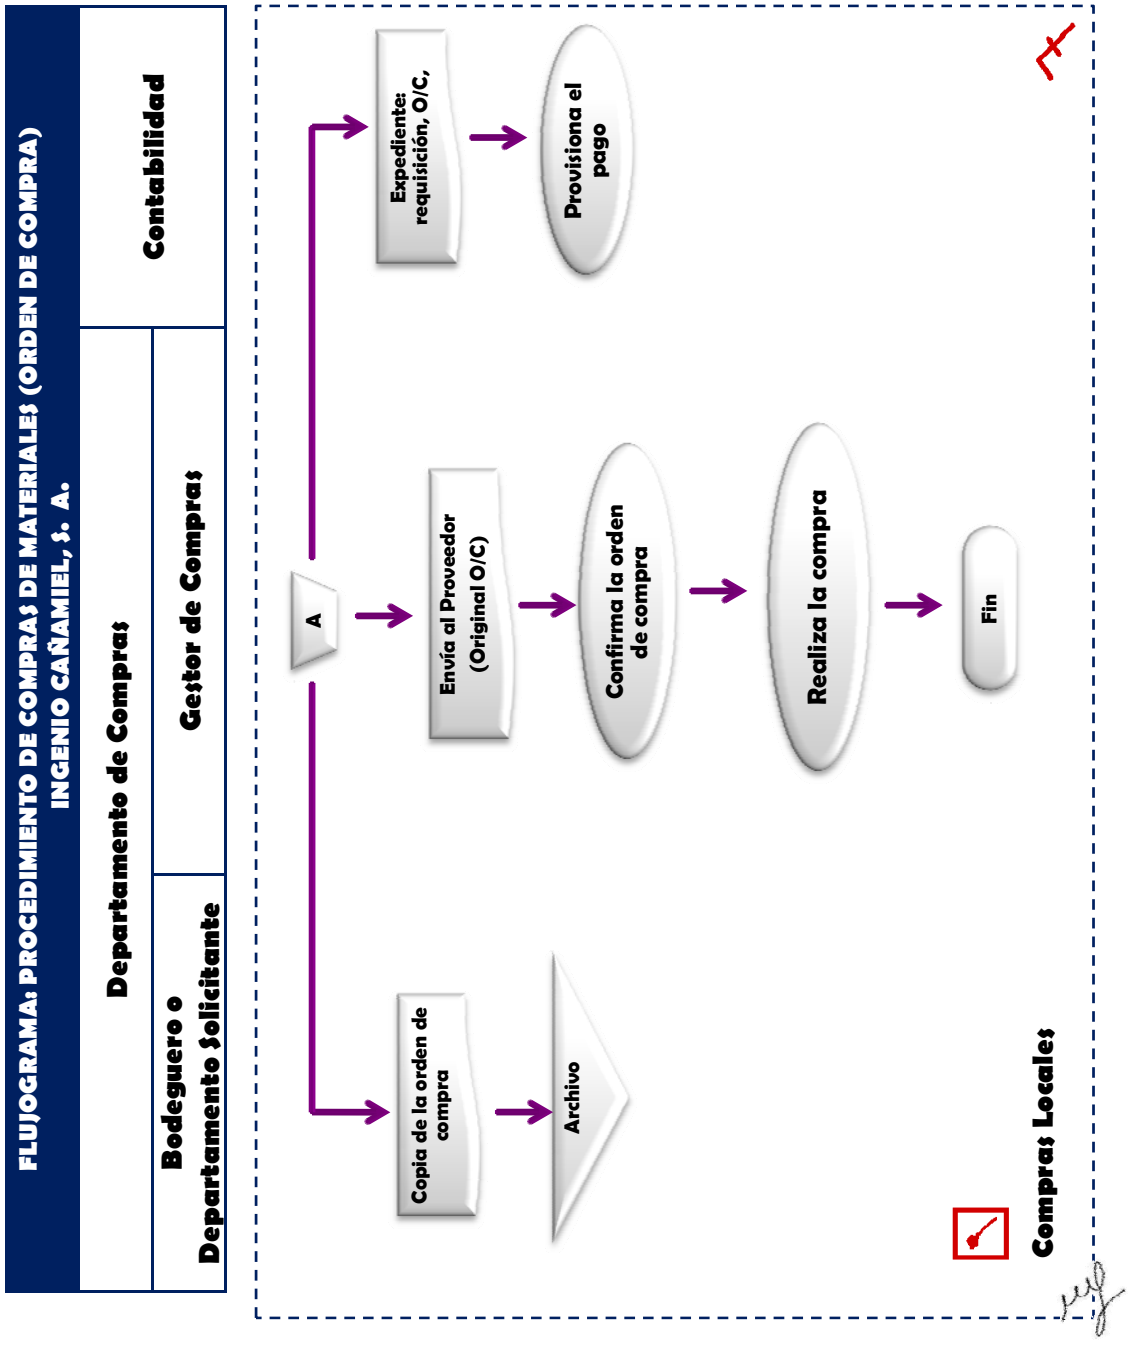 FLUJOGRAMA: PROCEDIMIENTO DE COMPRAS DE MATERIALES (ORDEN DE COMPRA)
INGENIO CAÑAMIEL, S. A.
Departamento de Compras
Contabilidad
Bodeguero o
Departamento Solicitante
Gestor de Compras
A
Copia de la orden de
compra
Archivo
Envía al Proveedor
(Original O/C)
Confirma la orden
de compra
Realiza la compra
Fin
Expediente:
requisición, O/C,
Provisiona el
pago
Compras Locales